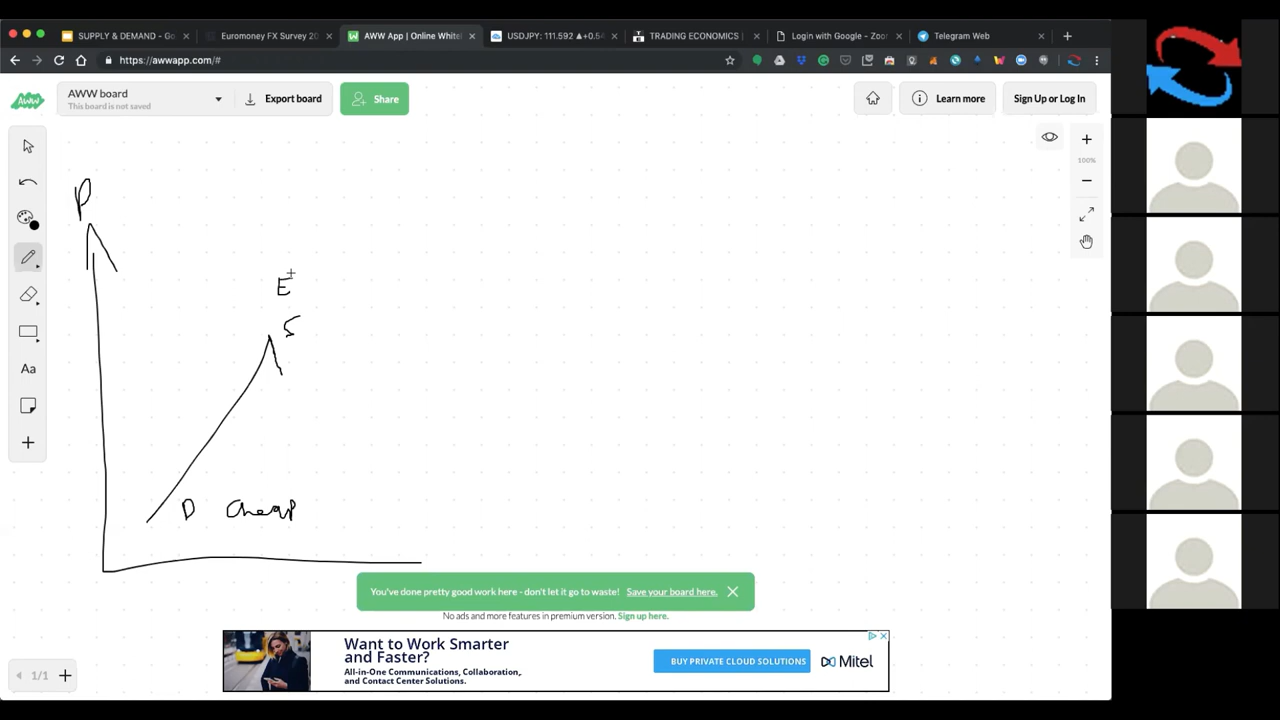 SUPPLY & DEMAND - Go
Euromoney FX Survey 20
AWW App | Online White
USDJPY: 111.592 ▲+0.5
TRADING ECONOMICS |
Login with Google - Zoo
Telegram Web
https://awwapp.com/#
AWW
AWW board
This board is not saved
Export board
Share
Learn more
Sign Up or Log In
100%
P
E
S
D Cheap
Aa
You've done pretty good work here - don't let it go to waste! Save your board here.
No ads and more features in premium version. Sign up here.
Want to Work Smarter
and Faster?
All-in-One Communications, Collaboration,
and Contact Center Solutions.
BUY PRIVATE CLOUD SOLUTIONS
Mitel
1/1